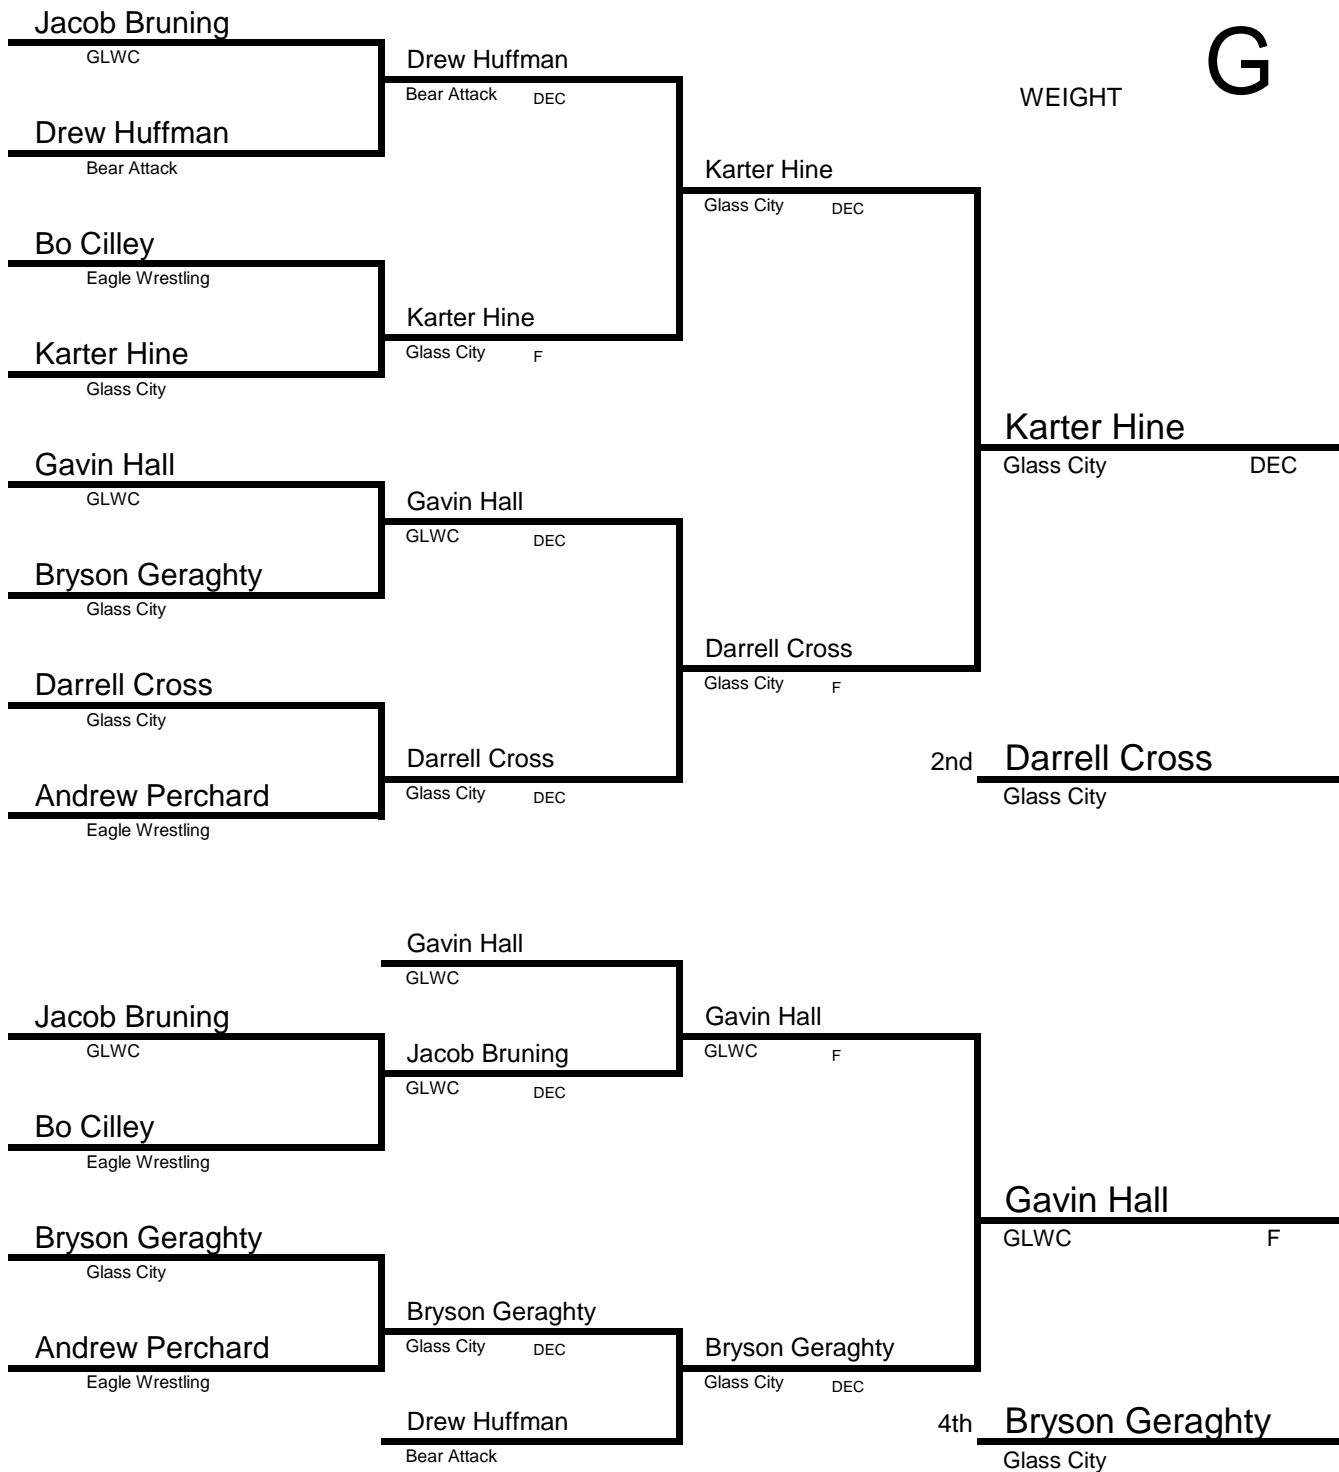 Jacob Bruning
GLWC
Drew Huffman
Bear Attack DEC
G
WEIGHT
Drew Huffman
Bear Attack
Karter Hine
Glass City DEC
Bo Cilley
Eagle Wrestling
Karter Hine
Glass City F
Karter Hine
Glass City
Karter Hine
Glass City DEC
Gavin Hall
GLWC
Gavin Hall
GLWC DEC
Bryson Geraghty
Glass City
Darrell Cross
Glass City F
Darrell Cross
Glass City
Darrell Cross
Glass City DEC
2nd Darrell Cross
Glass City
Andrew Perchard
Eagle Wrestling
Gavin Hall
GLWC
Jacob Bruning
GLWC
Gavin Hall
GLWC F
Jacob Bruning
GLWC DEC
Bo Cilley
Eagle Wrestling
Gavin Hall
GLWC F
Bryson Geraghty
Glass City
Bryson Geraghty
Glass City DEC
Andrew Perchard
Eagle Wrestling
Bryson Geraghty
Glass City DEC
Drew Huffman
Bear Attack
4th Bryson Geraghty
Glass City